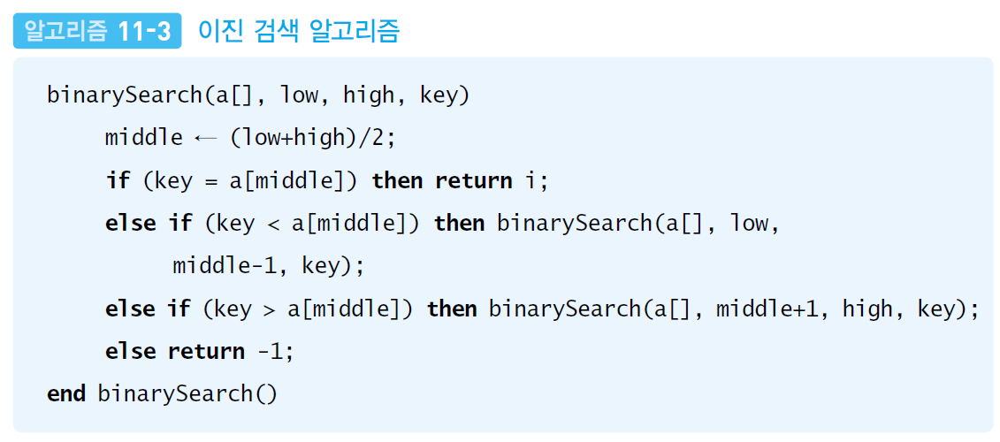 알고리즘 11-3 이진 검색 알고리즘
binarySearch(a[], low, high, key)
middle ← (low+high)/2;
if (key = a[middle]) then return i;
else if (key < a[middle]) then binarySearch(a[], low,
middle-1, key);
else if (key > a[middle]) then binarySearch(a[], middle+1, high, key);
else return -1;
end binarySearch()